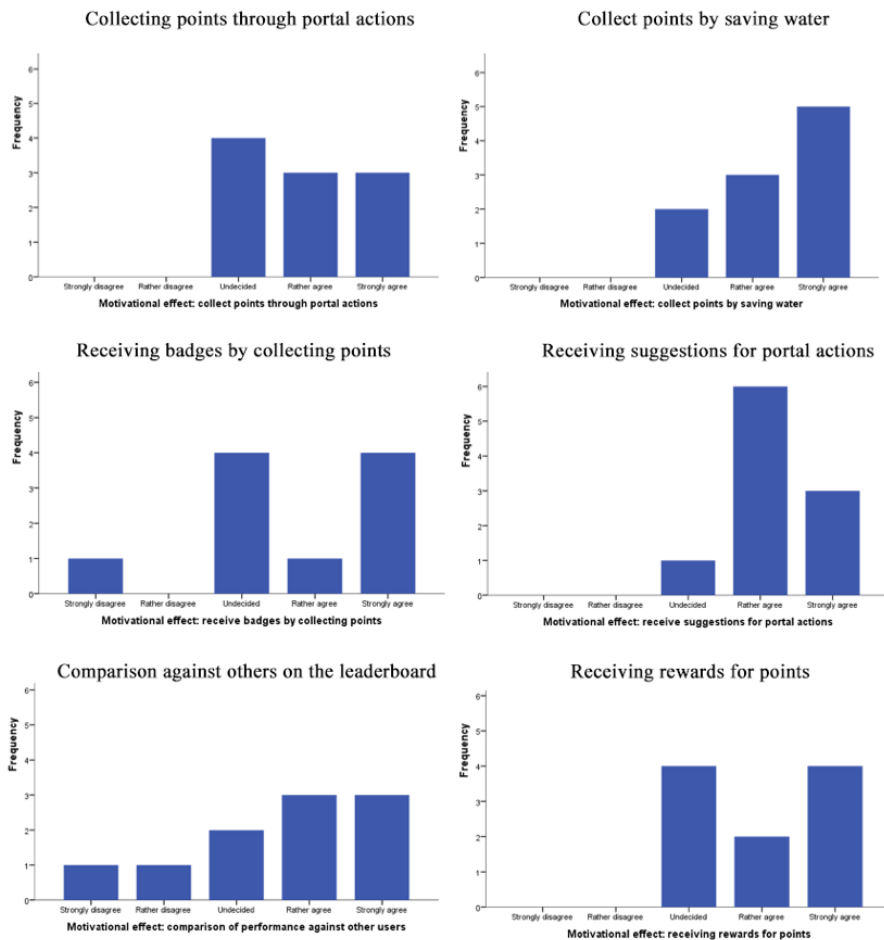 Collecting points through portal actions
Frequency
6
5
4
3
2
1
0
Strongly disagree Rather disagree Undecided Rather agree Strongly agree
Motivational effect: collect points through portal actions
Collect points by saving water
Frequency
6
5
4
3
2
1
0
Strongly disagree Rather disagree Undecided Rather agree Strongly agree
Motivational effect: collect points by saving water
Receiving badges by collecting points
Frequency
6
5
4
3
2
1
0
Strongly disagree Rather disagree Undecided Rather agree Strongly agree
Motivational effect: receive badges by collecting points
Receiving suggestions for portal actions
Frequency
6
5
4
3
2
1
0
Strongly disagree Rather disagree Undecided Rather agree Strongly agree
Motivational effect: receive suggestions for portal actions
Comparison against others on the leaderboard
Frequency
6
5
4
3
2
1
0
Strongly disagree Rather disagree Undecided Rather agree Strongly agree
Motivational effect: comparison of performance against other users
Receiving rewards for points
Frequency
6
5
4
3
2
1
0
Strongly disagree Rather disagree Undecided Rather agree Strongly agree
Motivational effect: receiving rewards for points